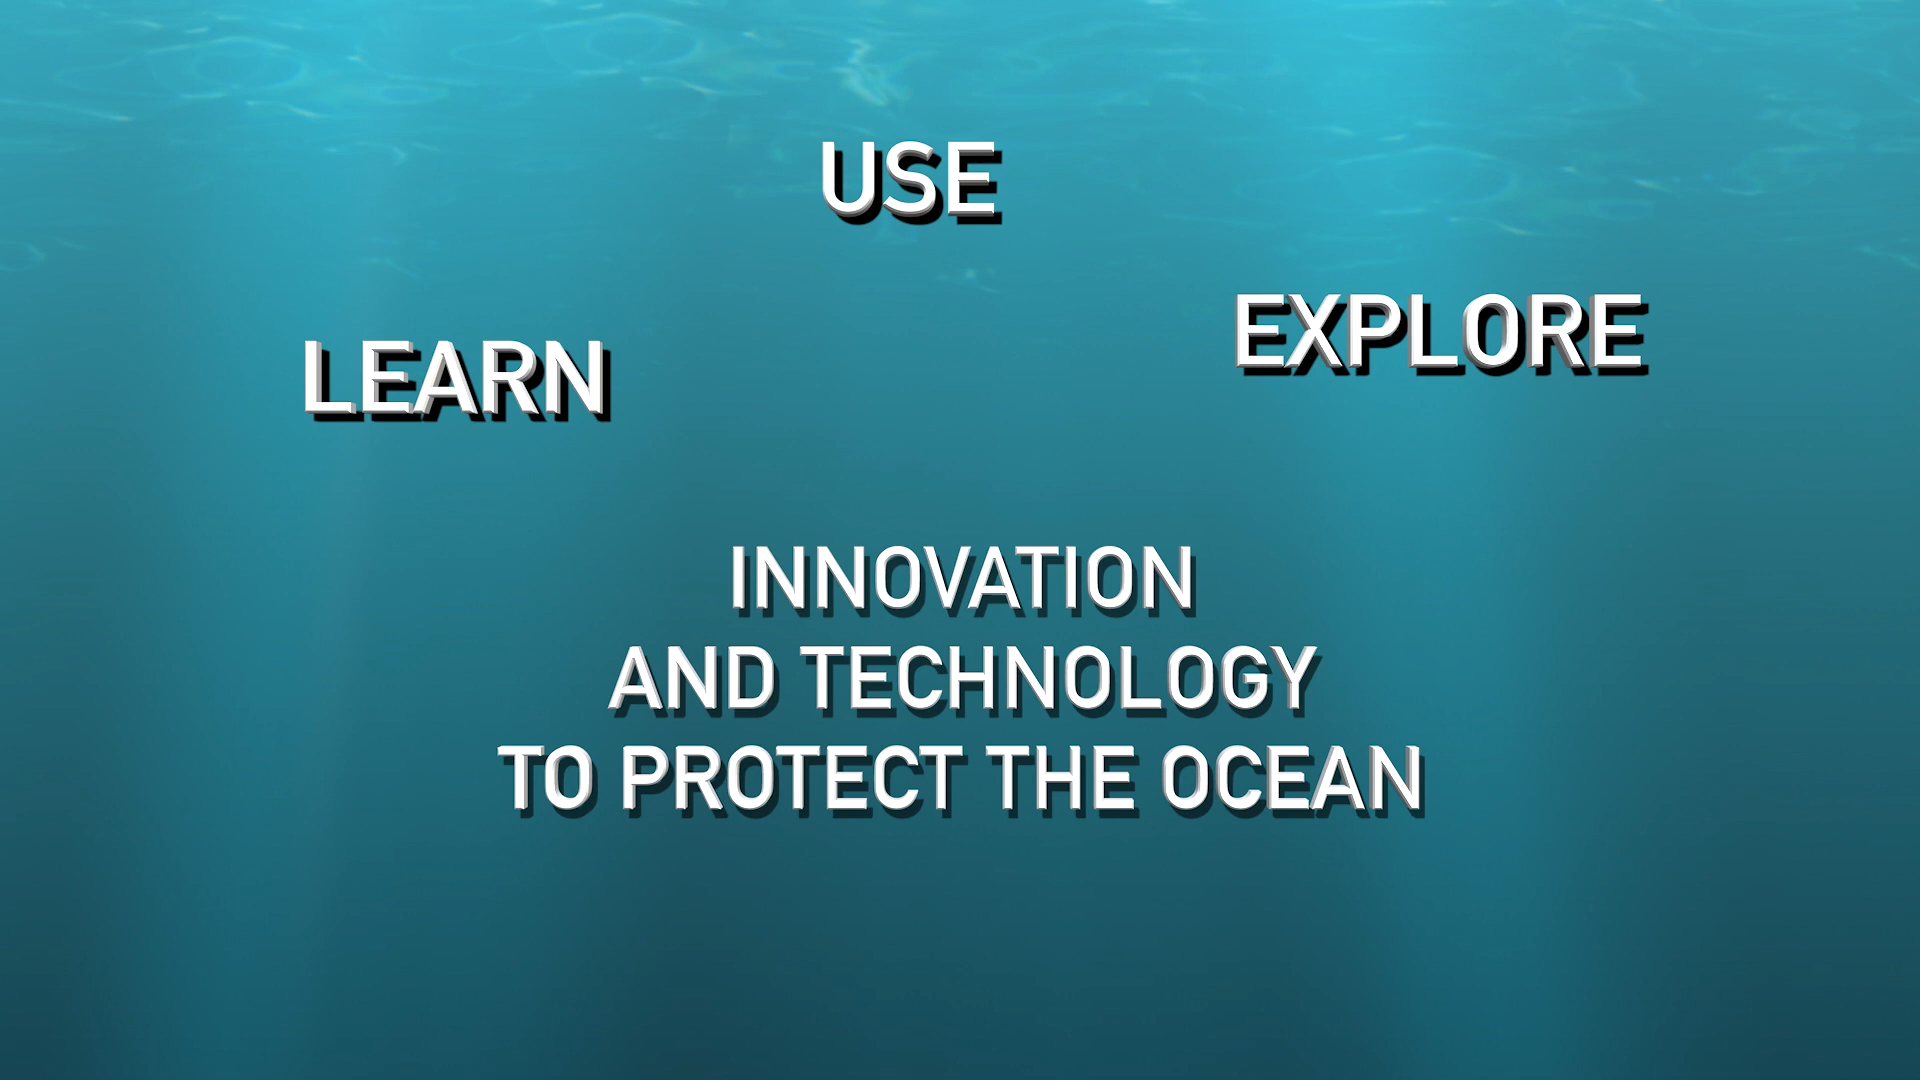 USE
EXPLORE
LEARN
INNOVATION
AND TECHNOLOGY
TO PROTECT THE OCEAN